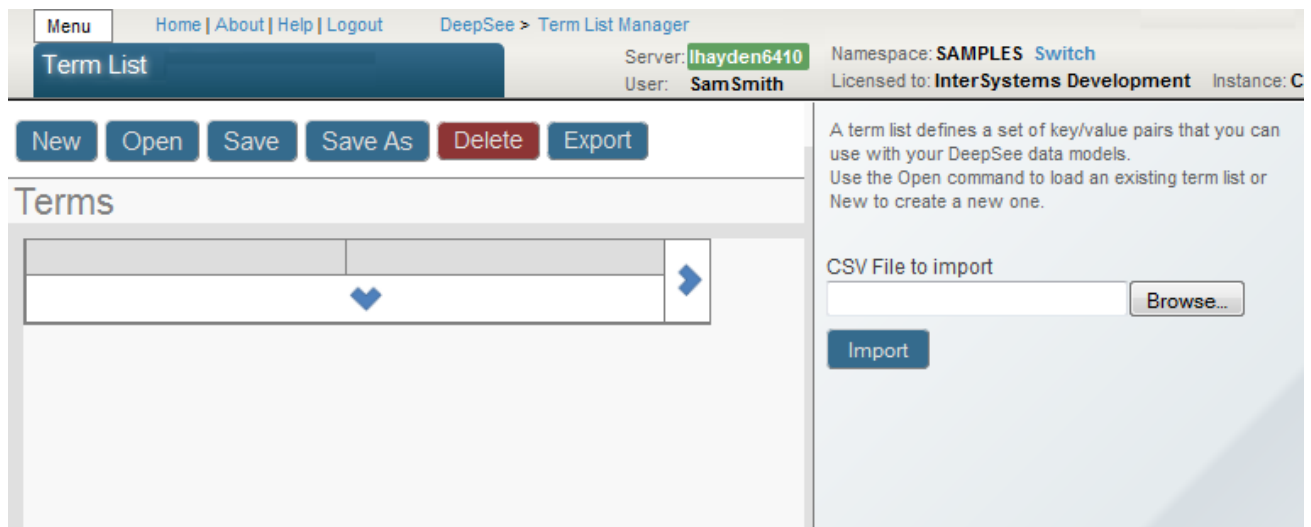 Menu Home | About | Help | Logout DeepSee > Term List Manager
Term List
Server: lhayden6410
User: SamSmith
Namespace: SAMPLES Switch
Licensed to: InterSystems Development Instance: C
New Open Save Save As Delete Export
Terms
A term list defines a set of key/value pairs that you can
use with your DeepSee data models.
Use the Open command to load an existing term list or
New to create a new one.
CSV File to import
Browse...
Import